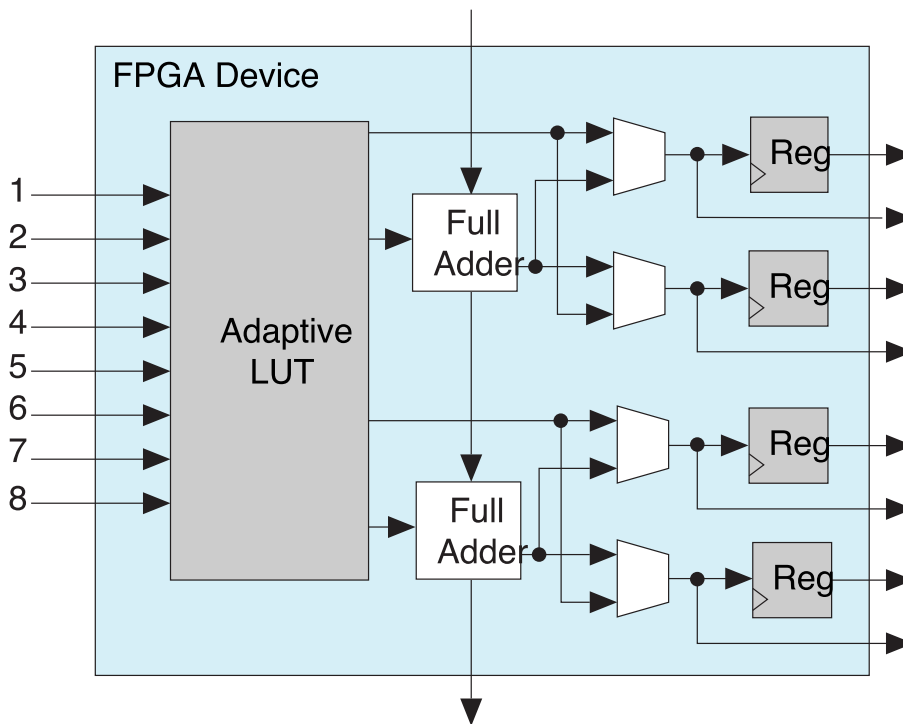 FPGA Device
1
2
3
4
5
6
7
8
Adaptive
LUT
Full
Adder
Full
Adder
Reg
Reg
Reg
Reg